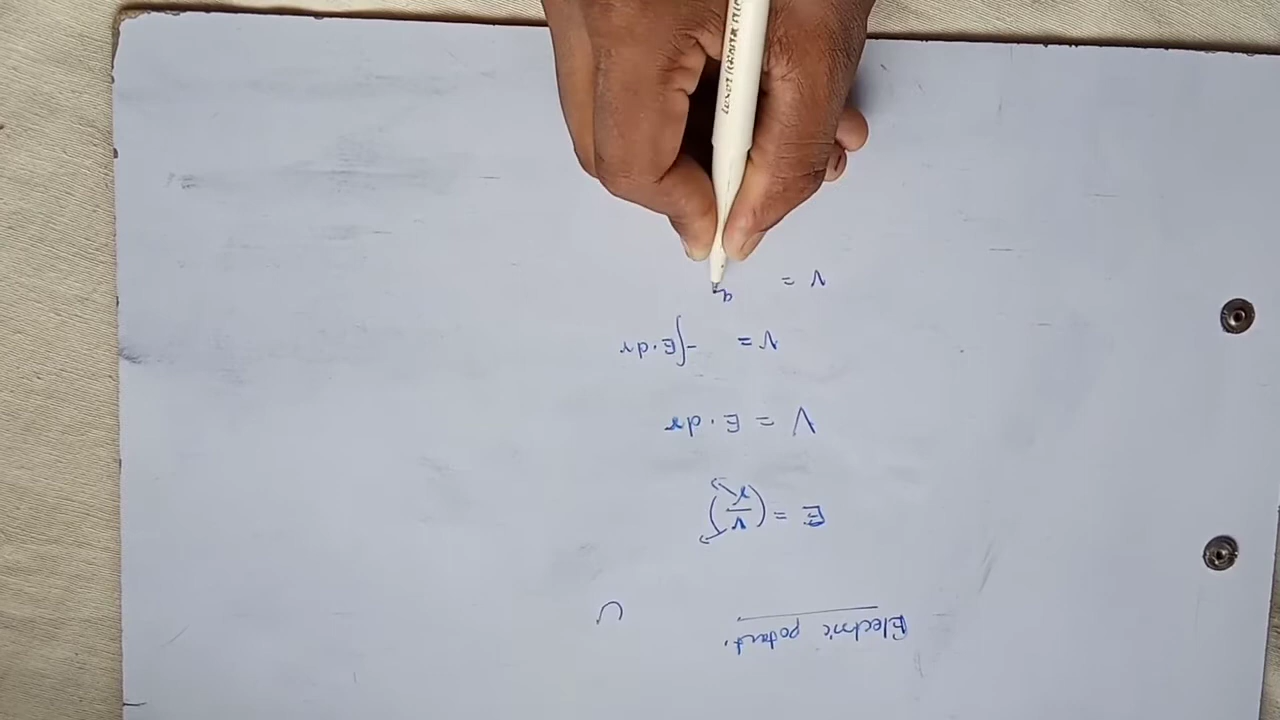 Electric potent.
U
E = (V/r)
V = E . dr
V = - ∫E . dr
V = q